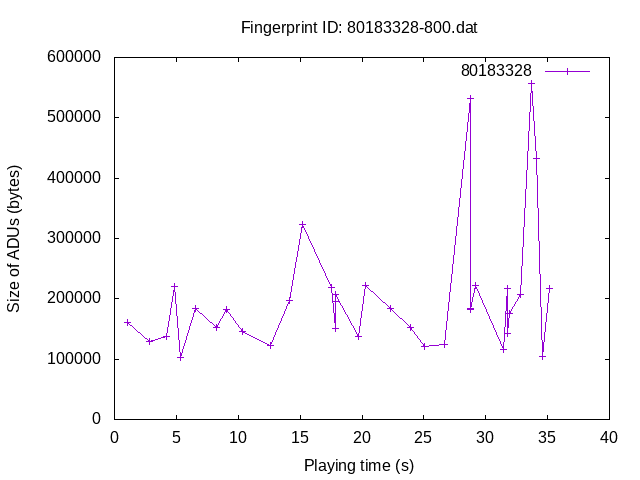 Fingerprint ID: 80183328-800.dat
600000
500000
400000
300000
200000
100000
0
80183328
Size of ADUs (bytes)
0 5 10 15 20 25 30 35 40
Playing time (s)